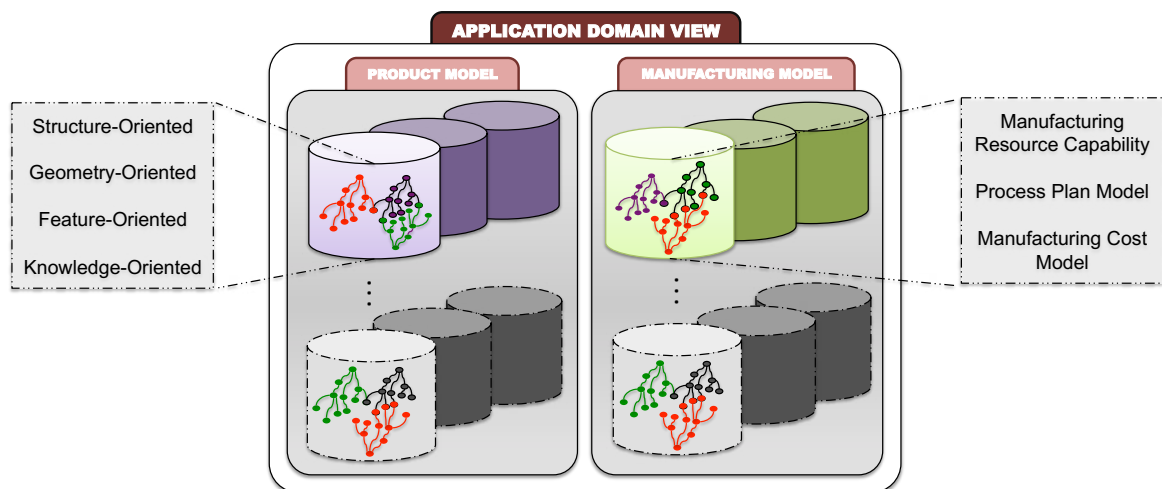 APPLICATION DOMAIN VIEW
PRODUCT MODEL
MANUFACTURING MODEL
Structure-Oriented
Geometry-Oriented
Feature-Oriented
Knowledge-Oriented
Manufacturing
Resource Capability
Process Plan Model
Manufacturing Cost
Model